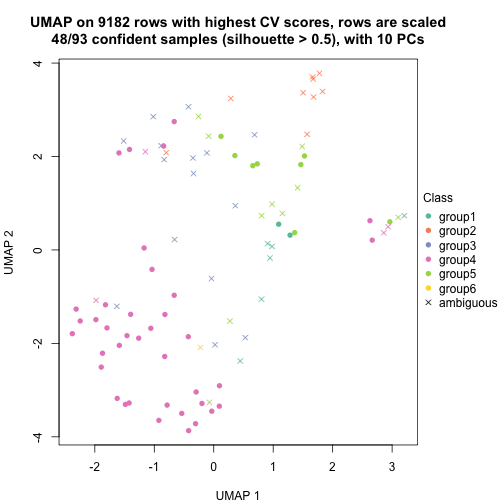 UMAP on 9182 rows with highest CV scores, rows are scaled
48/93 confident samples (silhouette > 0.5), with 10 PCs
4
2
0
-2
-4
UMAP 2
-2
-1
0
1
2
3
UMAP 1
Class
group1
group2
group3
group4
group5
group6
ambiguous